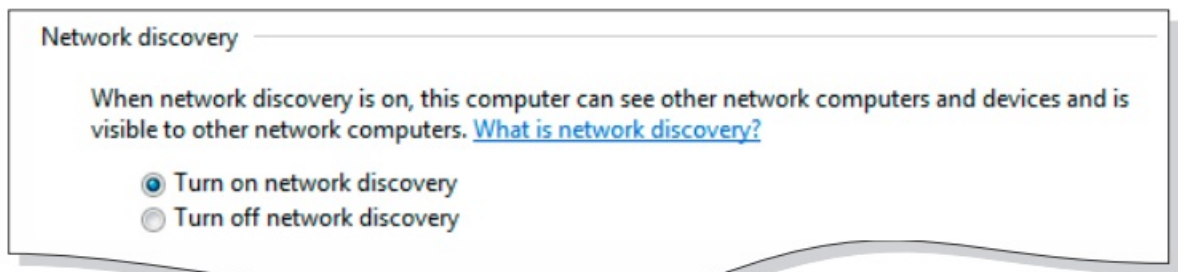 Network discovery
When network discovery is on, this computer can see other network computers and devices and is
visible to other network computers. What is network discovery?
Turn on network discovery
Turn off network discovery